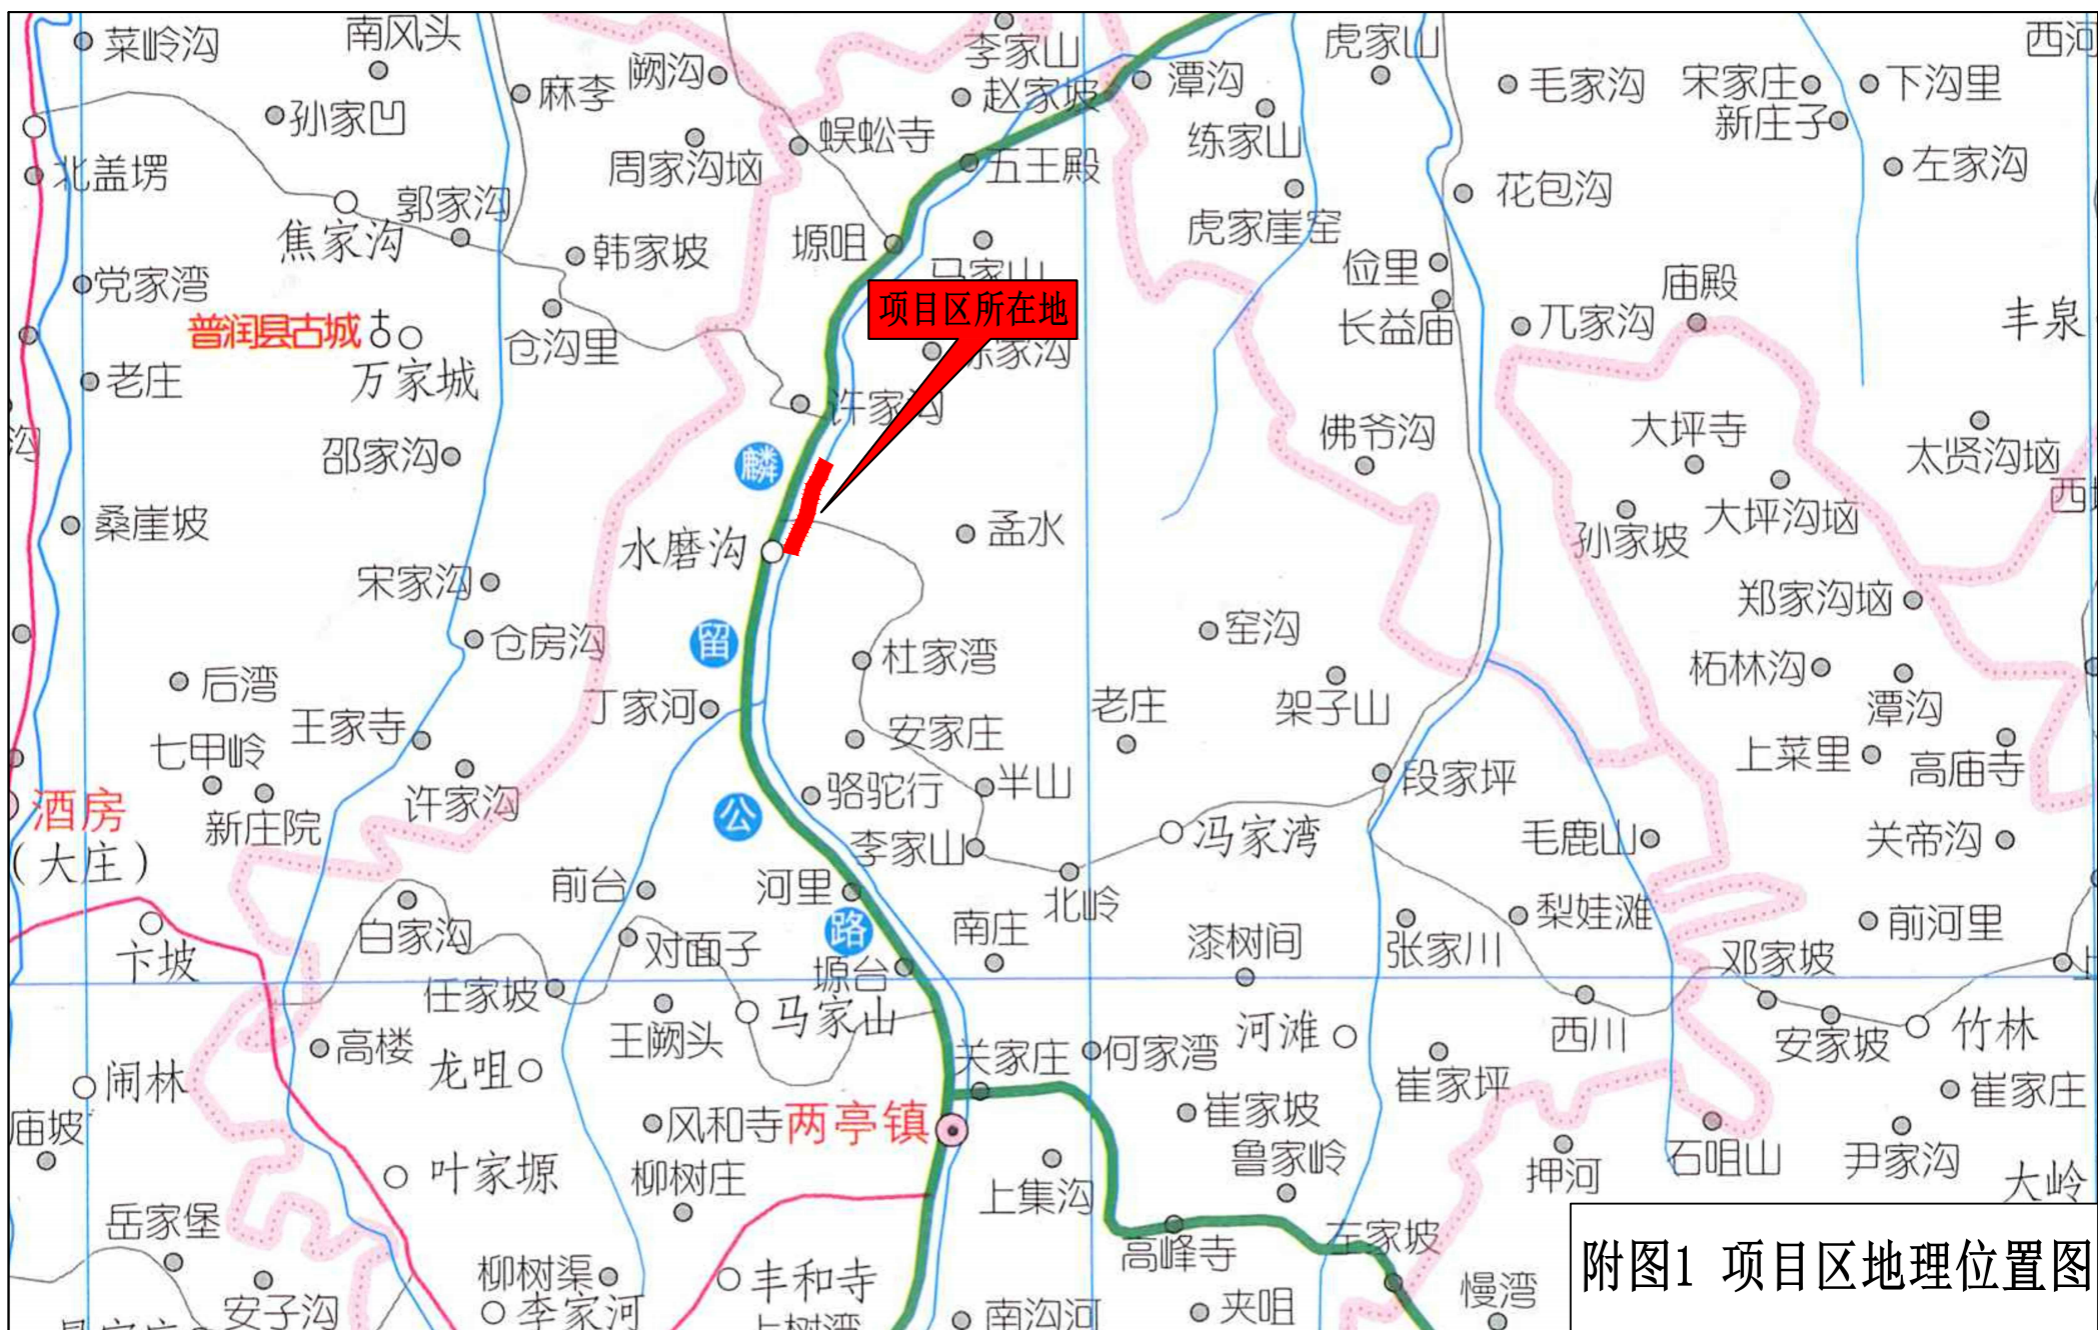 菜岭沟
南风头
李家山
虎家山
西河
孙家凹
麻李
阙沟
赵家坡
潭沟
毛家沟
宋家庄
下沟里
新庄子
北盖塄
周家沟垴
蜈蚣寺
五王殿
练家山
左家沟
郭家沟
花包沟
焦家沟
韩家坡
塬咀
马家山
虎家崖窑
俭里
庙殿
党家湾
项目区所在地
普润县古城
仓沟里
长益庙
兀家沟
丰泉
老庄
万家城
家沟
许家沟
沟
邵家沟
麟
佛爷沟
大坪寺
太贤沟垴
桑崖坡
水磨沟
孟水
孙家坡
大坪沟垴
西
宋家沟
郑家沟垴
仓房沟
留
杜家湾
窑沟
柘林沟
后湾
丁家河
老庄
架子山
潭沟
七甲岭
王家寺
安家庄
上菜里
高庙寺
酒房
(大庄)
新庄院
许家沟
公
骆驼行
半山
段家坪
李家山
冯家湾
毛鹿山
关帝沟
前台
河里
北岭
白家沟
对面子
路
南庄
漆树间
张家川
梨娃滩
前河里
卞坡
塬台
邓家坡
上
任家坡
王阙头
马家山
高楼
龙咀
关家庄
何家湾
河滩
西川
安家坡
竹林
闹林
崔家坪
崔家庄
庙坡
风和寺
两亭镇
崔家坡
叶家塬
柳树庄
鲁家岭
押河
石咀山
尹家沟
大岭
上集沟
岳家堡
高峰寺
王家坡
附图1 项目区地理位置图
柳树渠
丰和寺
慢湾
安子沟
李家河
南沟河
夹咀
上树湾